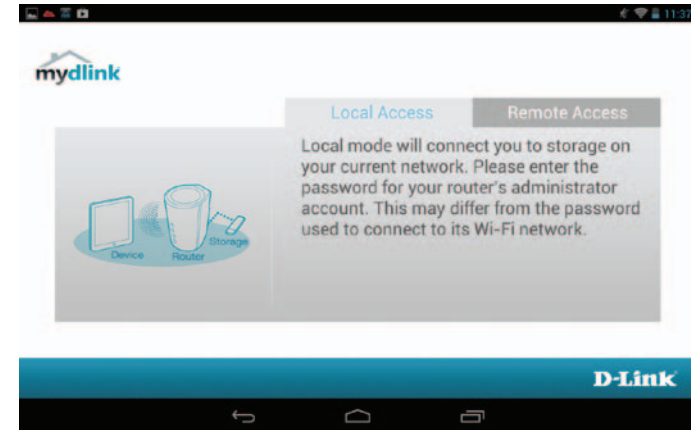 11:37
mydlink
Local Access
Remote Access
Local mode will connect you to storage on
your current network. Please enter the
password for your router's administrator
account. This may differ from the password
used to connect to its Wi-Fi network.
Storage
Device
Router
D-Link